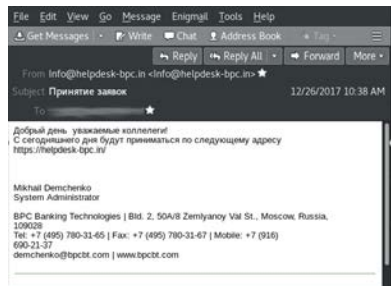 File Edit View Go Message Enigmail Tools Help
Get Messages Write Chat Address Book Tag
Reply Reply All Forward More
From Info@helpdesk-bpc.in <Info@helpdesk-bpc.in>
Subject Принятие заявок 12/26/2017 10:38 AM
To
Добрый день уважаемые коллелеги!
С сегодняшнего дня будут приниматься по следующему адресу
https://helpdesk-bpc.in/
Mikhail Demchenko
System Administrator
BPC Banking Technologies | Bld. 2, 50A/8 Zemlyanoy Val St., Moscow, Russia,
109028
Tel: +7 (495) 780-31-65 | Fax: +7 (495) 780-31-67 | Mobile: +7 (916)
690-21-37
demchenko@bpcbt.com | www.bpcbt.com